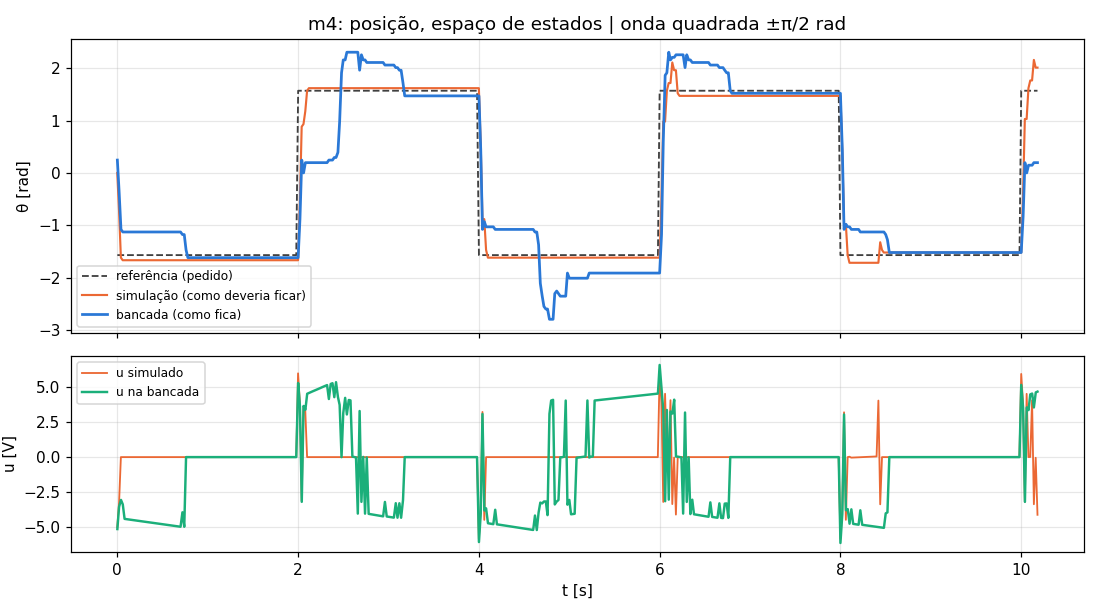 m4: posição, espaço de estados | onda quadrada ±π/2 rad
θ [rad]
2
1
0
−1
−2
−3
referência (pedido)
simulação (como deveria ficar)
bancada (como fica)
u [V]
5.0
2.5
0.0
−2.5
−5.0
u simulado
u na bancada
0
2
4
6
8
10
t [s]